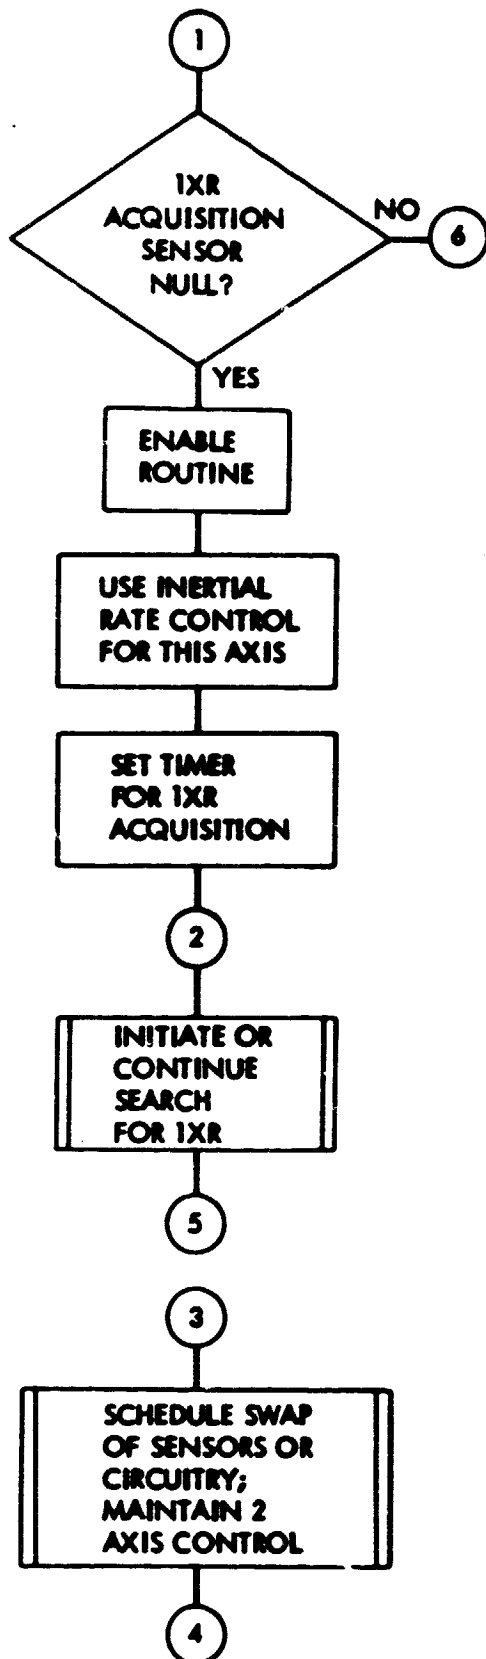 1
1XR
ACQUISITION
SENSOR
NULL?
NO
6
YES
ENABLE
ROUTINE
USE INERTIAL
RATE CONTROL
FOR THIS AXIS
SET TIMER
FOR 1XR
ACQUISITION
2
INITIATE OR
CONTINUE
SEARCH
FOR 1XR
5
3
SCHEDULE SWAP
OF SENSORS OR
CIRCUITRY;
MAINTAIN 2
AXIS CONTROL
4